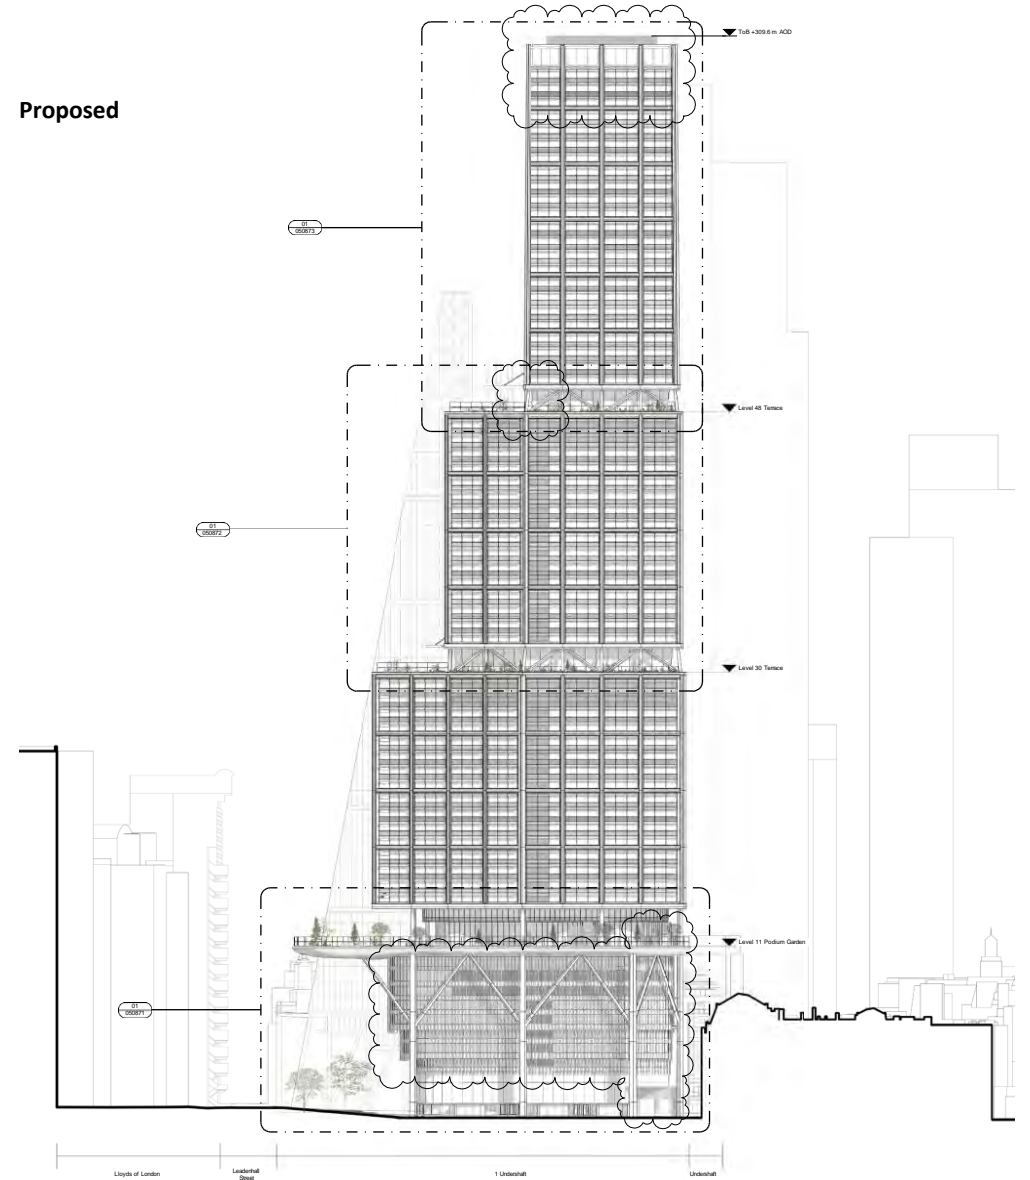 ToB +309.6 m AOD
Proposed
01
050873
Level 48 Terrace
01
050872
Level 30 Terrace
Level 11 Podium Garden
01
050871
Lloyds of London
Leadenhall
Street
1 Undershaft
Undershaft